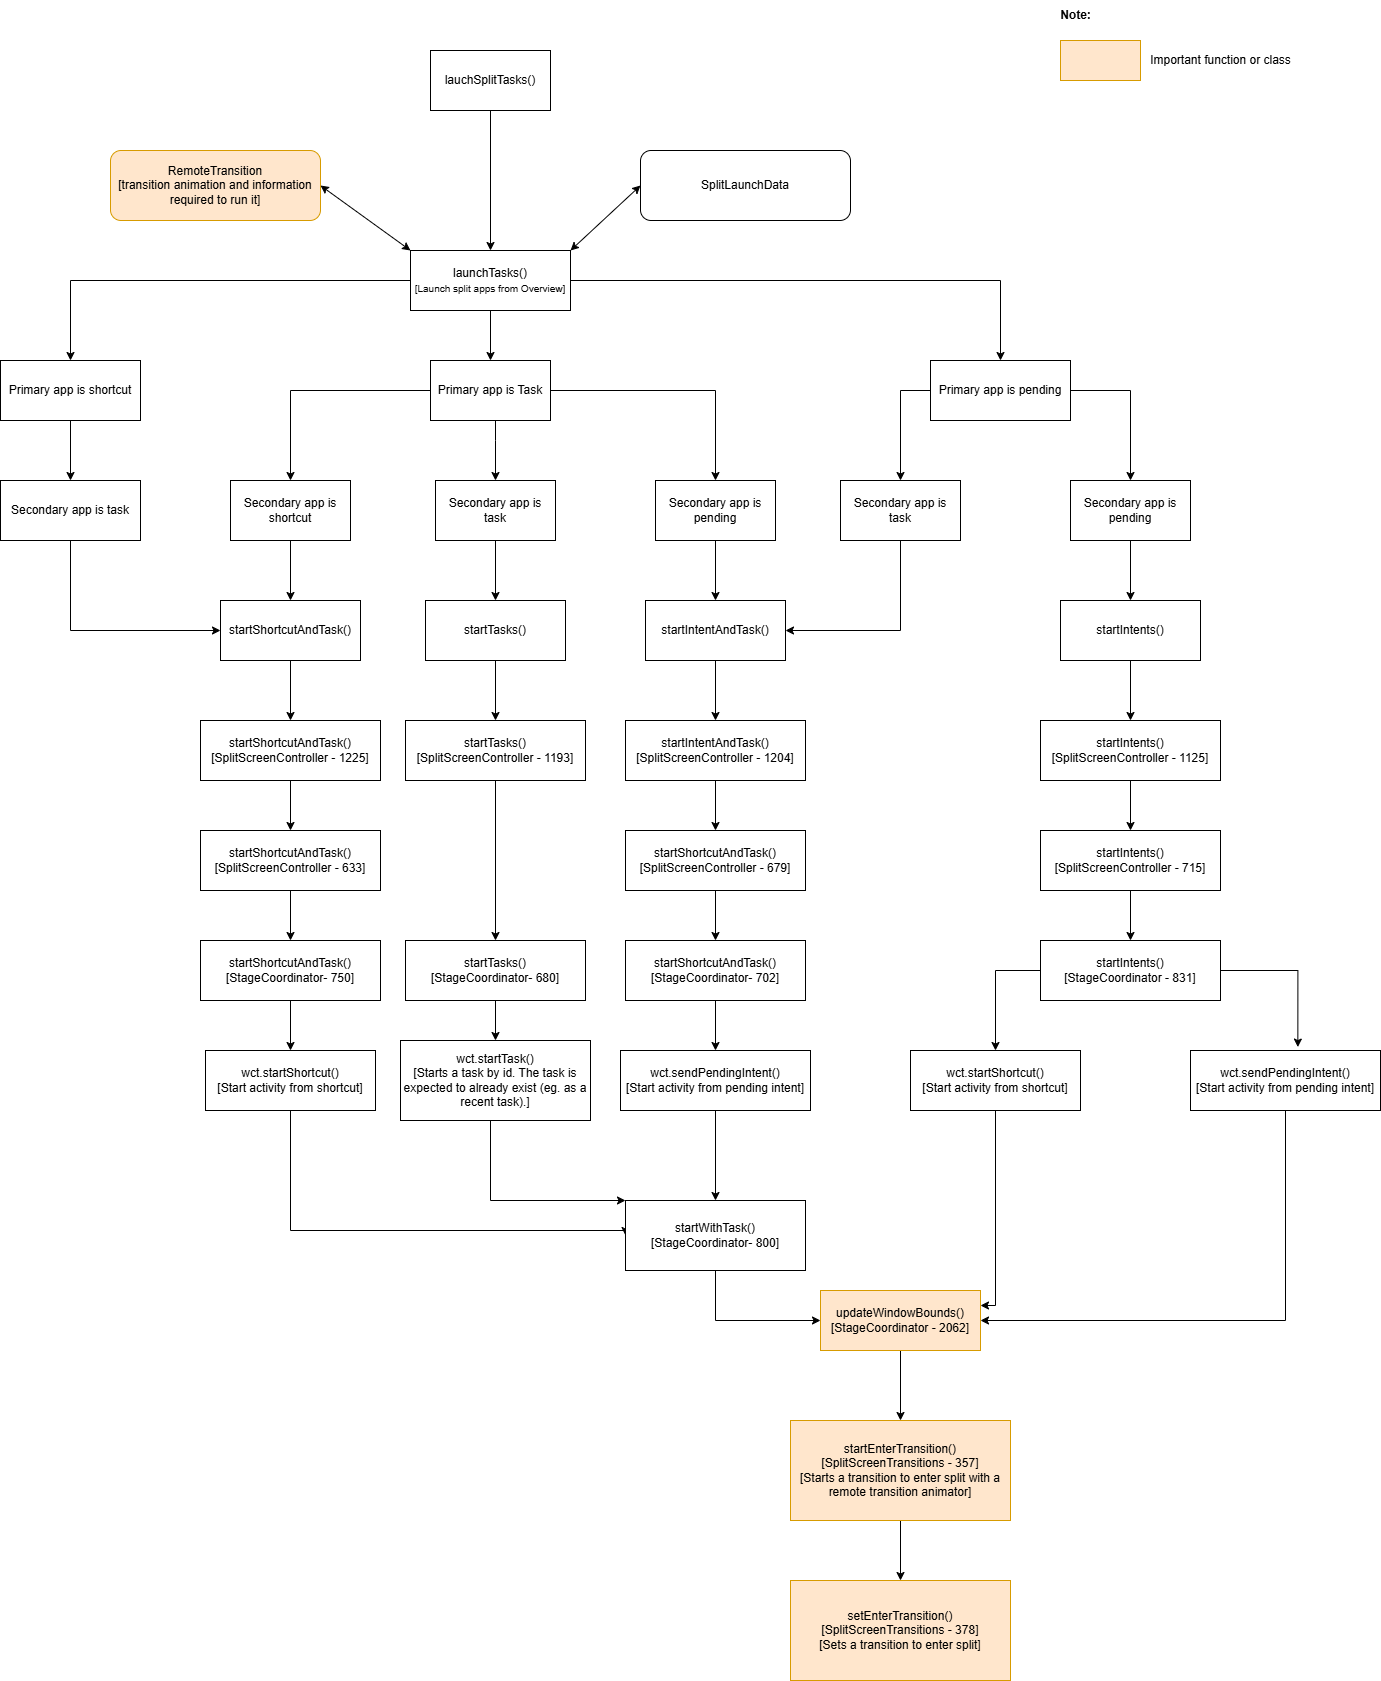 Note:
Important function or class
lauchSplitTasks()
RemoteTransition
[transition animation and information
required to run it]
SplitLaunchData
launchTasks()
[Launch split apps from Overview]
Primary app is shortcut
Primary app is Task
Primary app is pending
Secondary app is task
Secondary app is
shortcut
Secondary app is
task
Secondary app is
pending
Secondary app is
task
Secondary app is
pending
startShortcutAndTask()
startTasks()
startIntentAndTask()
startIntents()
startShortcutAndTask()
[SplitScreenController - 1225]
startTasks()
[SplitScreenController - 1193]
startIntentAndTask()
[SplitScreenController - 1204]
startIntents()
[SplitScreenController - 1125]
startShortcutAndTask()
[SplitScreenController - 633]
startShortcutAndTask()
[SplitScreenController - 679]
startIntents()
[SplitScreenController - 715]
startShortcutAndTask()
[StageCoordinator- 750]
startTasks()
[StageCoordinator- 680]
startShortcutAndTask()
[StageCoordinator- 702]
startIntents()
[StageCoordinator - 831]
wct.startShortcut()
[Start activity from shortcut]
wct.startTask()
[Starts a task by id. The task is
expected to already exist (eg. as a
recent task).]
wct.sendPendingIntent()
[Start activity from pending intent]
wct.startShortcut()
[Start activity from shortcut]
wct.sendPendingIntent()
[Start activity from pending intent]
startWithTask()
[StageCoordinator- 800]
updateWindowBounds()
[StageCoordinator - 2062]
startEnterTransition()
[SplitScreenTransitions - 357]
[Starts a transition to enter split with a
remote transition animator]
setEnterTransition()
[SplitScreenTransitions - 378]
[Sets a transition to enter split]